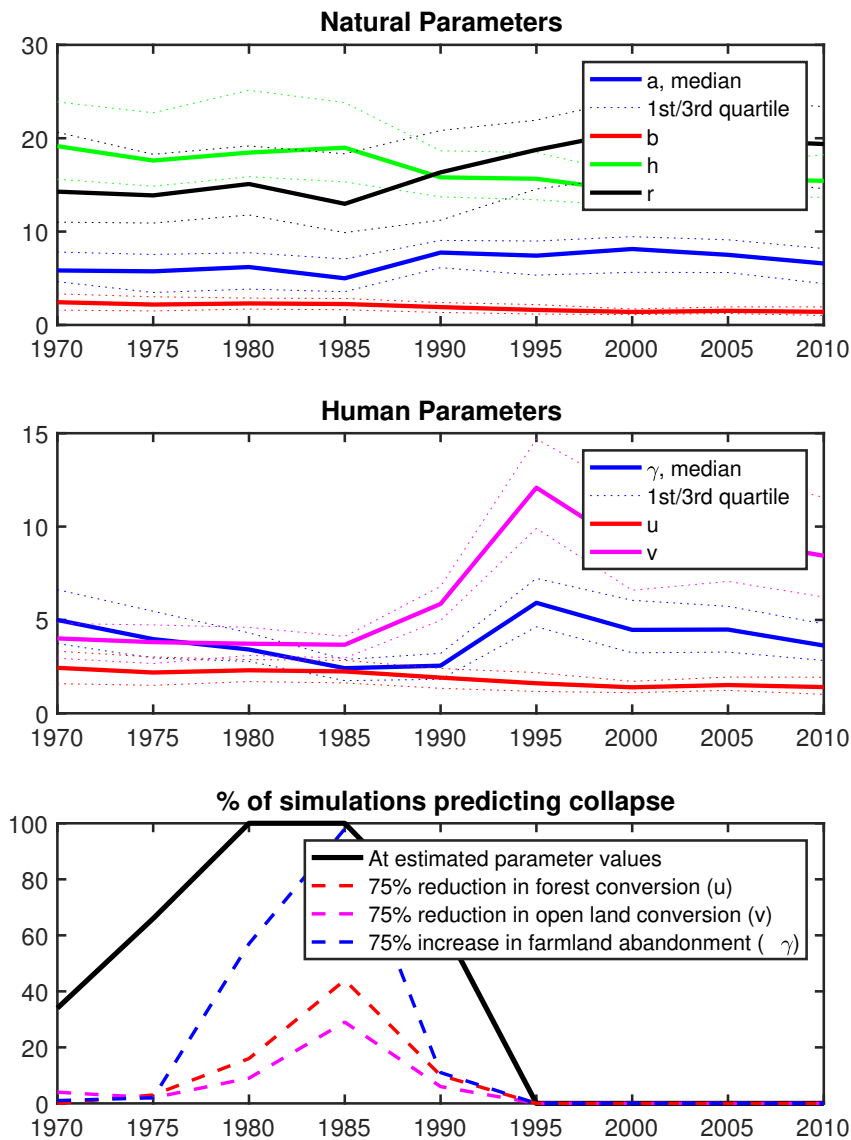 Natural Parameters
30
20
10
0
a, median
1st/3rd quartile
b
h
r
1970 1975 1980 1985 1990 1995 2000 2005 2010
Human Parameters
15
10
5
0
γ, median
1st/3rd quartile
u
v
1970 1975 1980 1985 1990 1995 2000 2005 2010
% of simulations predicting collapse
100
80
60
40
20
0
At estimated parameter values
75% reduction in forest conversion (u)
75% reduction in open land conversion (v)
75% increase in farmland abandonment ( γ)
1970 1975 1980 1985 1990 1995 2000 2005 2010